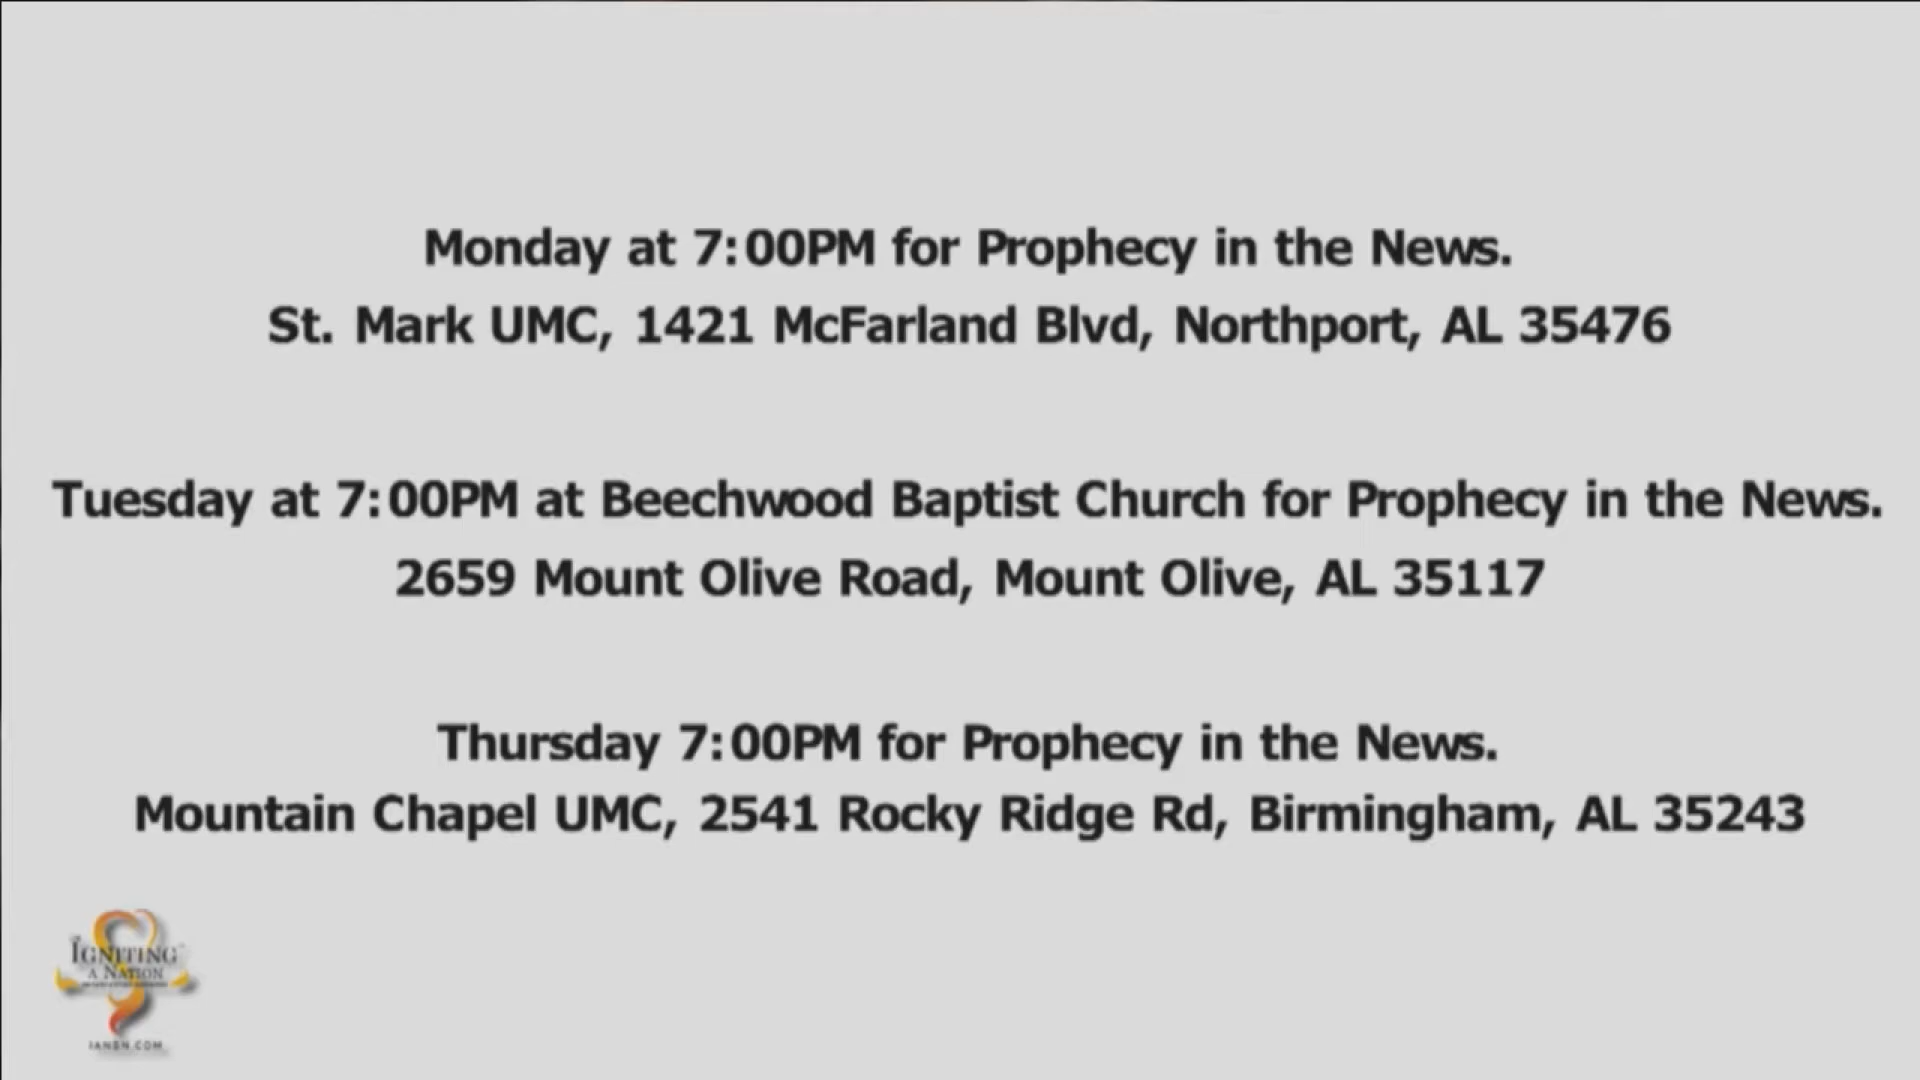 Monday at 7:00PM for Prophecy in the News.
St. Mark UMC, 1421 McFarland Blvd, Northport, AL 35476
Tuesday at 7:00PM at Beechwood Baptist Church for Prophecy in the News.
2659 Mount Olive Road, Mount Olive, AL 35117
Thursday 7:00PM for Prophecy in the News.
Mountain Chapel UMC, 2541 Rocky Ridge Rd, Birmingham, AL 35243
IGNITING
A NATION
IANBN.COM